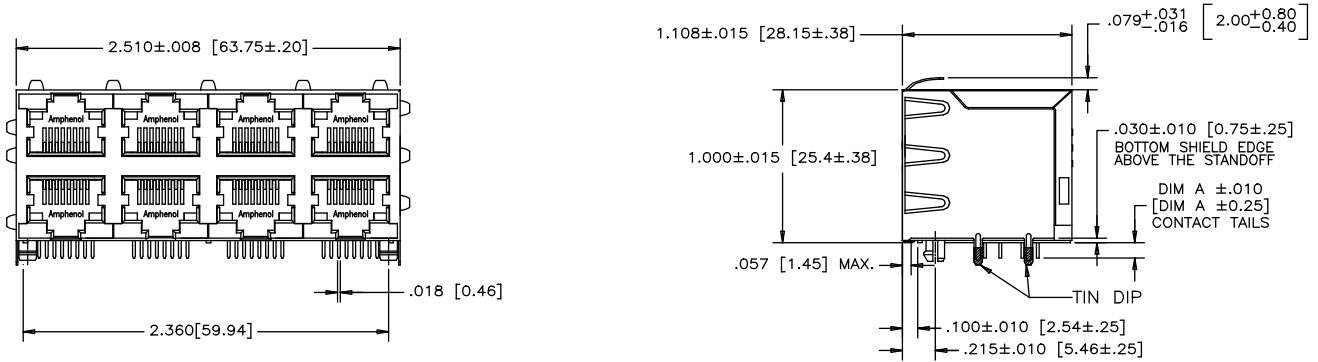 2.510±.008 [63.75±.20]
Amphenol Amphenol Amphenol Amphenol
Amphenol Amphenol Amphenol Amphenol
.018 [0.46]
2.360[59.94]
1.108±.015 [28.15±.38]
.079+.031 -.016 [2.00+0.80 -0.40]
1.000±.015 [25.4±.38]
.030±.010 [0.75±.25]
BOTTOM SHIELD EDGE
ABOVE THE STANDOFF
DIM A ±.010
[DIM A ±0.25]
CONTACT TAILS
.057 [1.45] MAX.
TIN DIP
.100±.010 [2.54±.25]
.215±.010 [5.46±.25]